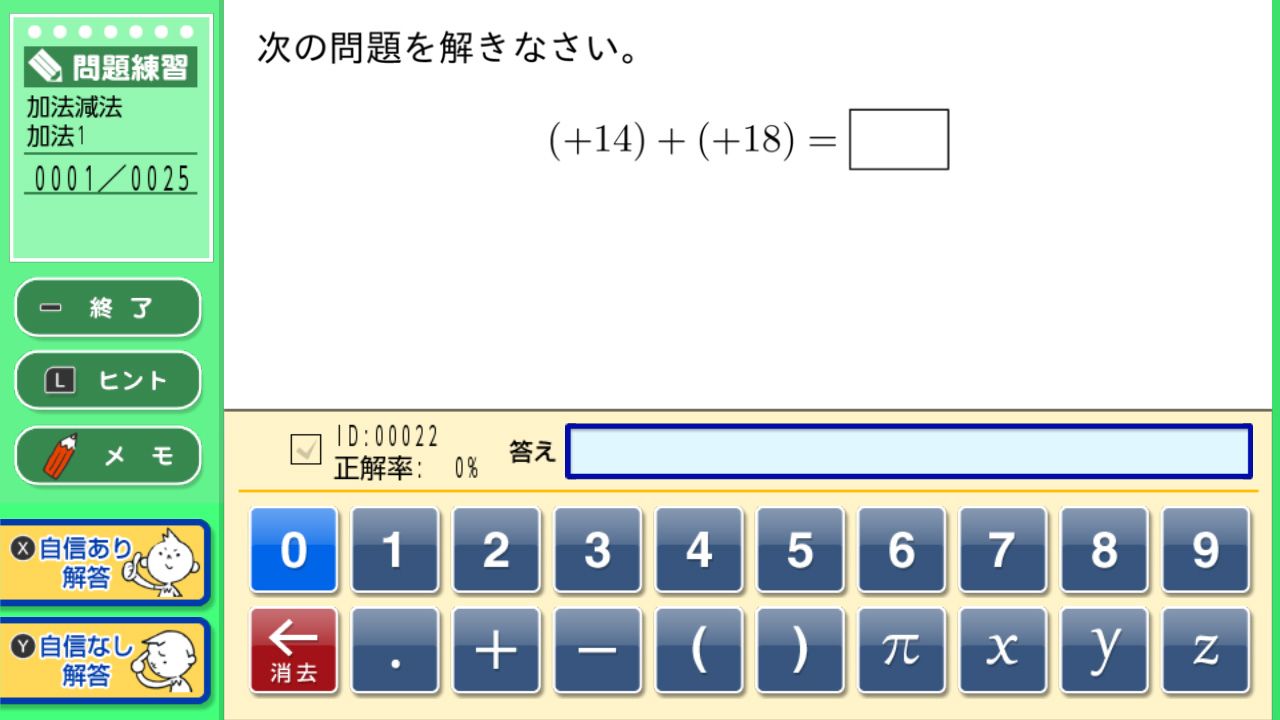 問題練習
加法減法
加法1
0001／0025
ー 終 了
L ヒント
メ モ
X 自信あり
解答
Y 自信なし
解答
次の問題を解きなさい。
(+14) + (+18) =
ID:00022
正解率: 0%
答え
0 1 2 3 4 5 6 7 8 9
← 消去 . + − ( ) π x y z